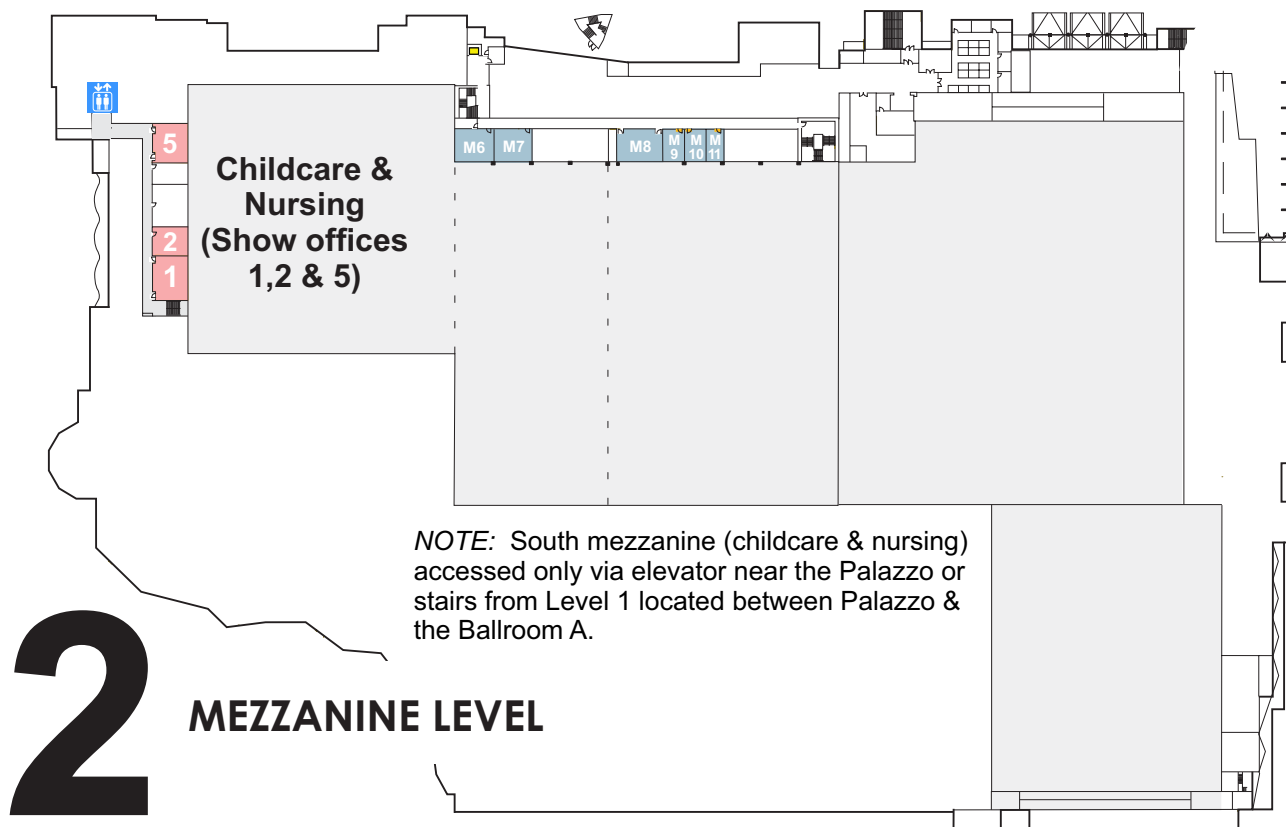 5
2
1
Childcare &
Nursing
(Show offices
1,2 & 5)
M6
M7
M8
M
9
M
10
M
11
NOTE: South mezzanine (childcare & nursing)
accessed only via elevator near the Palazzo or
stairs from Level 1 located between Palazzo &
the Ballroom A.
2
MEZZANINE LEVEL